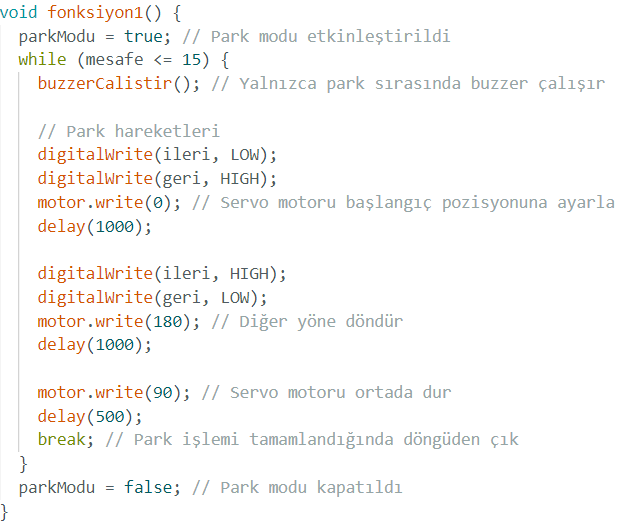 void fonksiyon1() {
  parkModu = true; // Park modu etkinleştirildi
  while (mesafe <= 15) {
    buzzerCalistir(); // Yalnızca park sırasında buzzer çalışır

    // Park hareketleri
    digitalWrite(ileri, LOW);
    digitalWrite(geri, HIGH);
    motor.write(0); // Servo motoru başlangıç pozisyonuna ayarla
    delay(1000);

    digitalWrite(ileri, HIGH);
    digitalWrite(geri, LOW);
    motor.write(180); // Diğer yöne döndür
    delay(1000);

    motor.write(90); // Servo motoru ortada dur
    delay(500);
    break; // Park işlemi tamamlandığında döngüden çık
  }
  parkModu = false; // Park modu kapatıldı
}